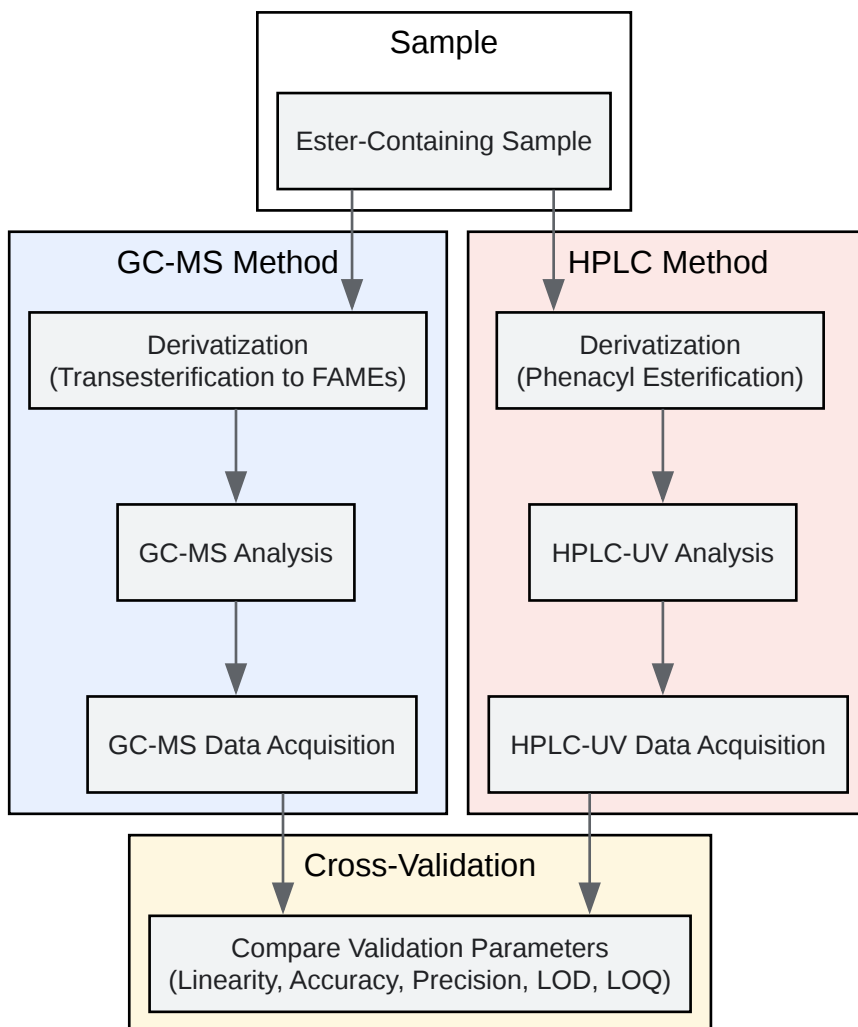 Sample
Ester-Containing Sample
GC-MS Method
Derivatization
(Transesterification to FAMEs)
GC-MS Analysis
GC-MS Data Acquisition
HPLC Method
Derivatization
(Phenacyl Esterification)
HPLC-UV Analysis
HPLC-UV Data Acquisition
Cross-Validation
Compare Validation Parameters
(Linearity, Accuracy, Precision, LOD, LOQ)